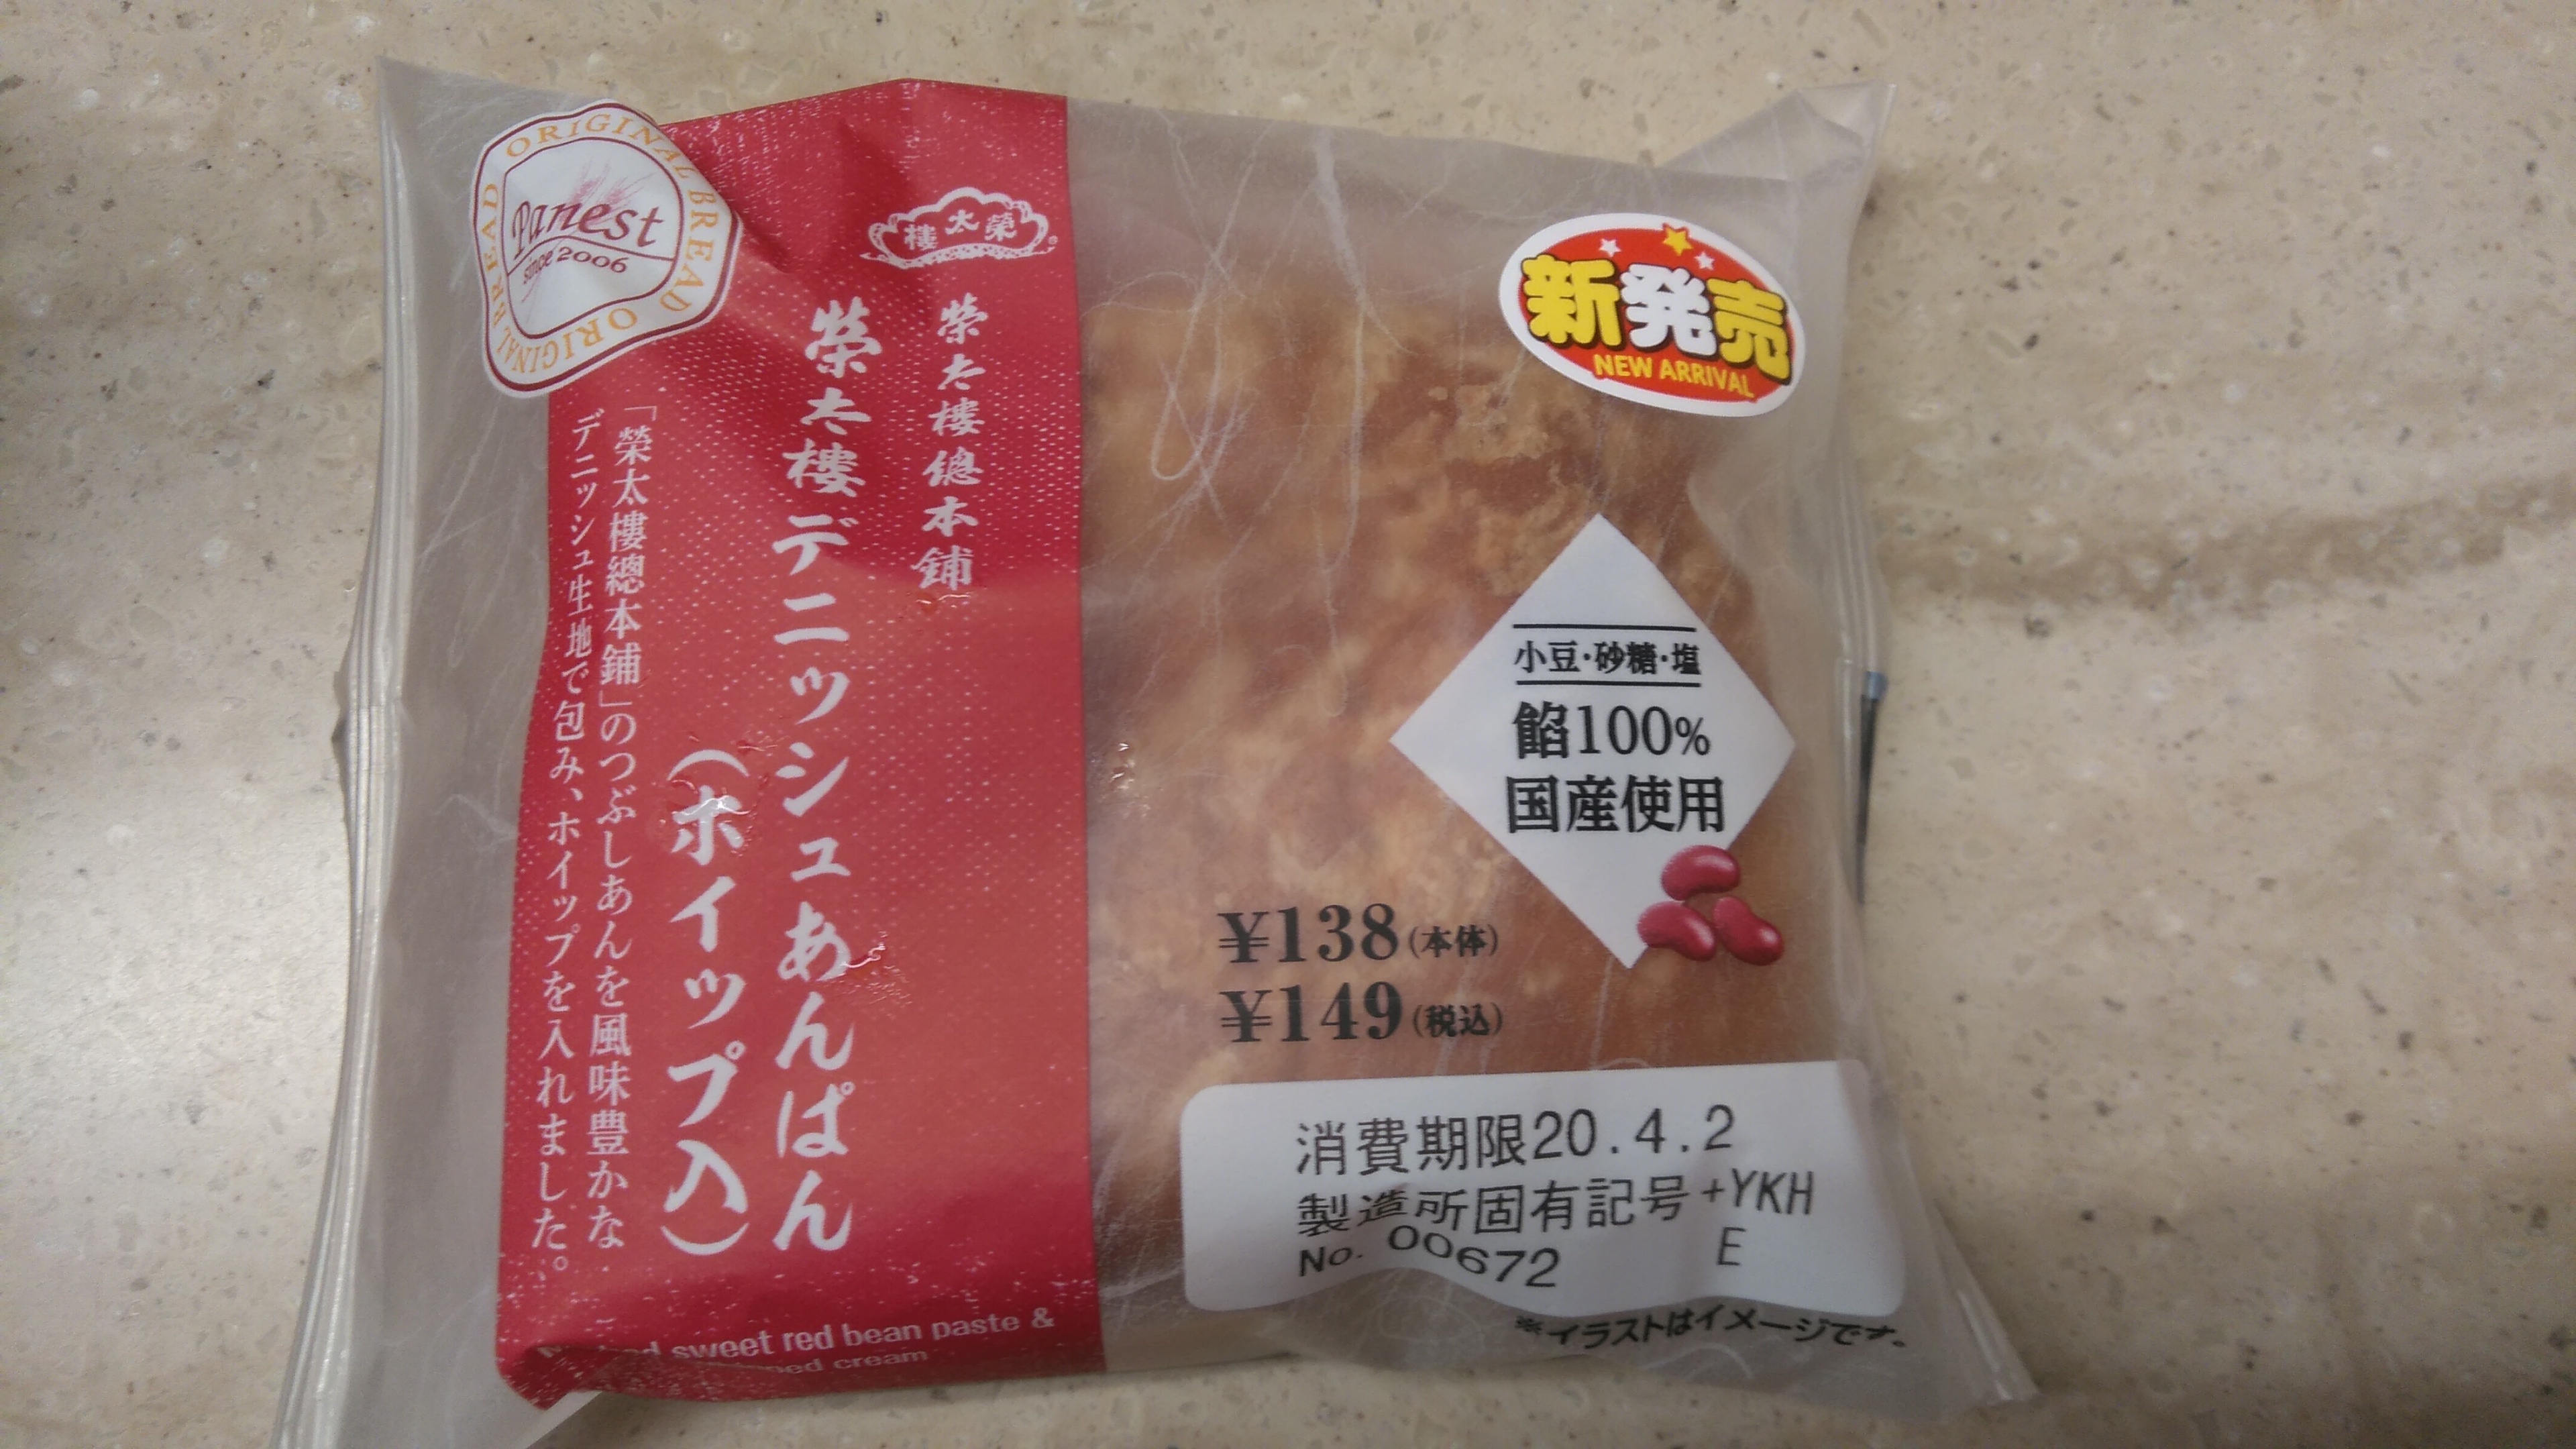 ORIGINAL BREAD ORIGINAL BREAD
Panest
since 2006
榮太樓
榮太樓總本鋪
榮太樓デニッシュあんぱん
(ホイップ入)
「榮太樓總本鋪」のつぶしあんを風味豊かな
デニッシュ生地で包み、ホイップを入れました。
sweet red bean paste &
cream
新発売
NEW ARRIVAL
小豆・砂糖・塩
餡100%
国産使用
¥138(本体)
¥149(税込)
消費期限20.4.2
製造所固有記号+YKH
No. 00672 E
※イラストはイメージです。